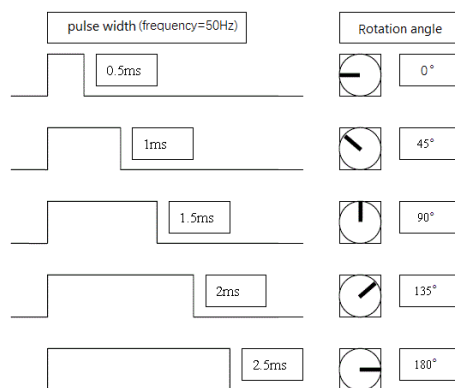 pulse width (frequency=50Hz)
Rotation angle
0.5ms
0°
1ms
45°
1.5ms
90°
2ms
135°
2.5ms
180°